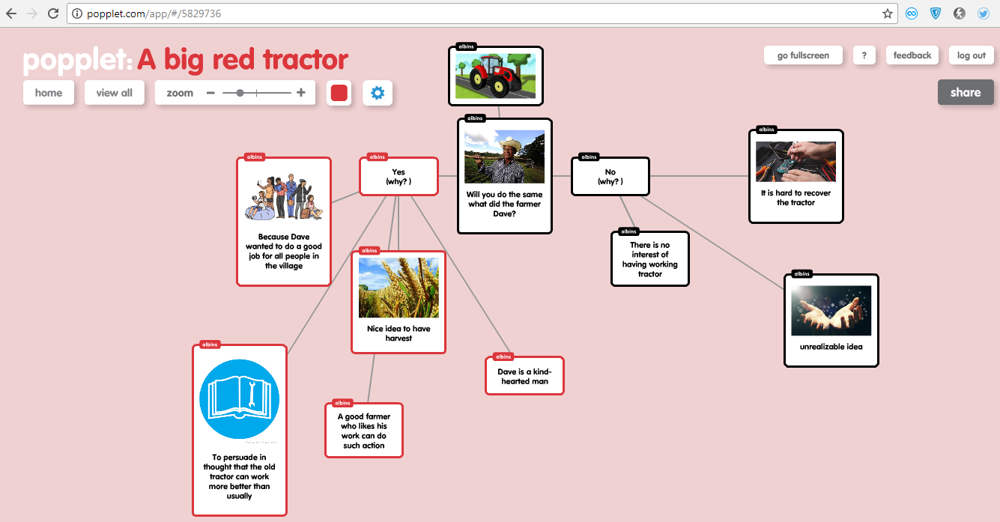 popplet.com/app/#/5829736
popplet: A big red tractor
go fullscreen
?
feedback
log out
home
view all
zoom
share
albins
albins
Will you do the same
what did the farmer
Dave?
albins
Yes
(why? )
albins
No
(why? )
albins
Because Dave
wanted to do a good
job for all people in
the village
albins
Nice idea to have
harvest
albins
Dave is a kind-
hearted man
albins
A good farmer
who likes his
work can do
such action
albins
To persuade in
thought that the old
tractor can work
more better than
usually
albins
It is hard to recover
the tractor
albins
There is no
interest of
having working
tractor
albins
unrealizable idea